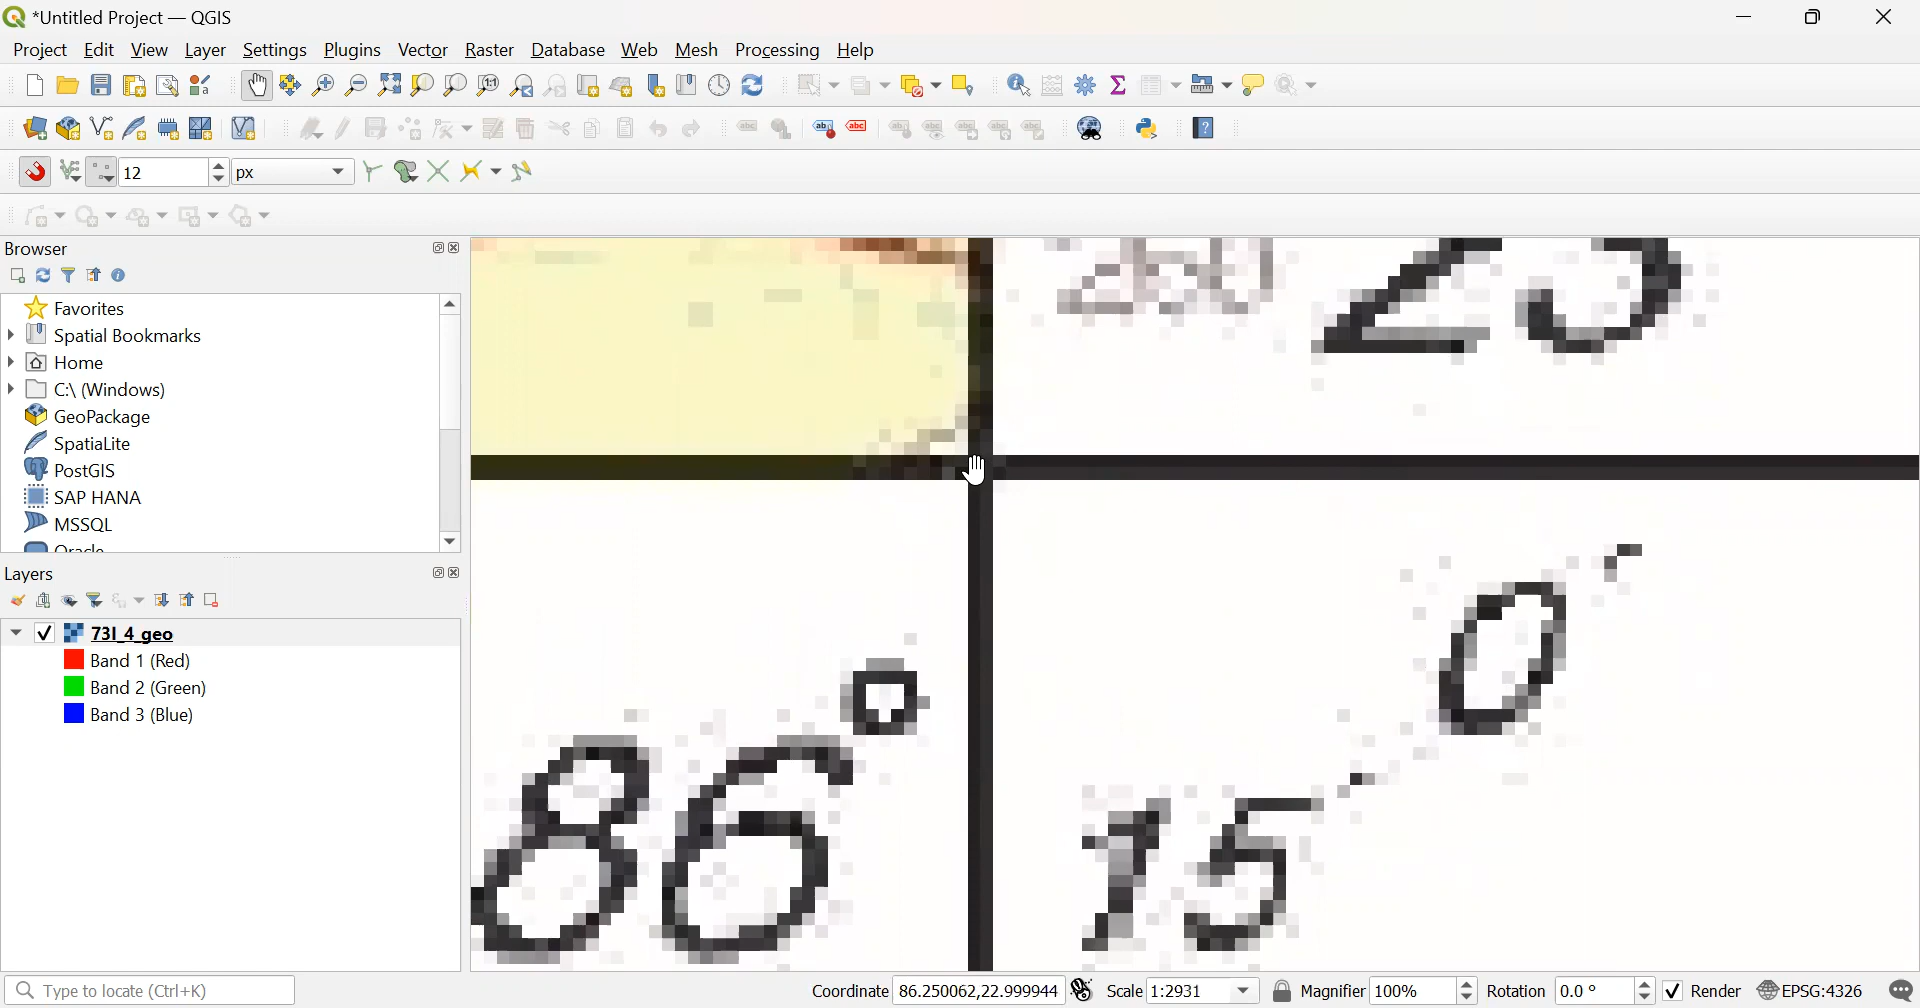 *Untitled Project — QGIS
Project Edit View Layer Settings Plugins Vector Raster Database Web Mesh Processing Help
12 px
Browser
Favorites
Spatial Bookmarks
Home
C:\ (Windows)
GeoPackage
SpatiaLite
PostGIS
SAP HANA
MSSQL
Oracle
Layers
73I_4_geo
Band 1 (Red)
Band 2 (Green)
Band 3 (Blue)
86° 15′ 0
Type to locate (Ctrl+K) Coordinate 86.250062,22.999944 Scale 1:2931 Magnifier 100% Rotation 0.0 ° Render EPSG:4326